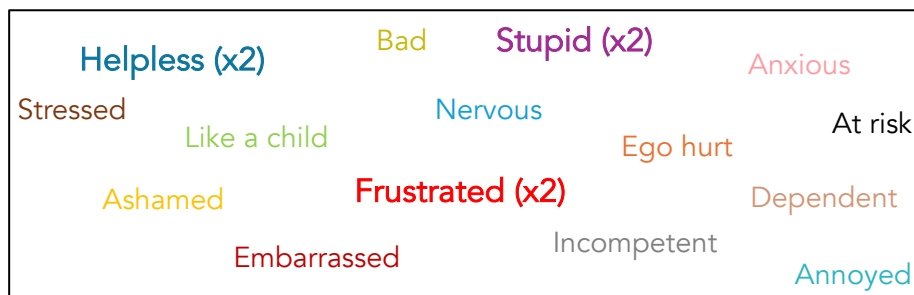 Bad
Stupid (x2)
Helpless (x2)
Anxious
Stressed
Nervous
At risk
Like a child
Ego hurt
Ashamed
Frustrated (x2)
Dependent
Embarrassed
Incompetent
Annoyed